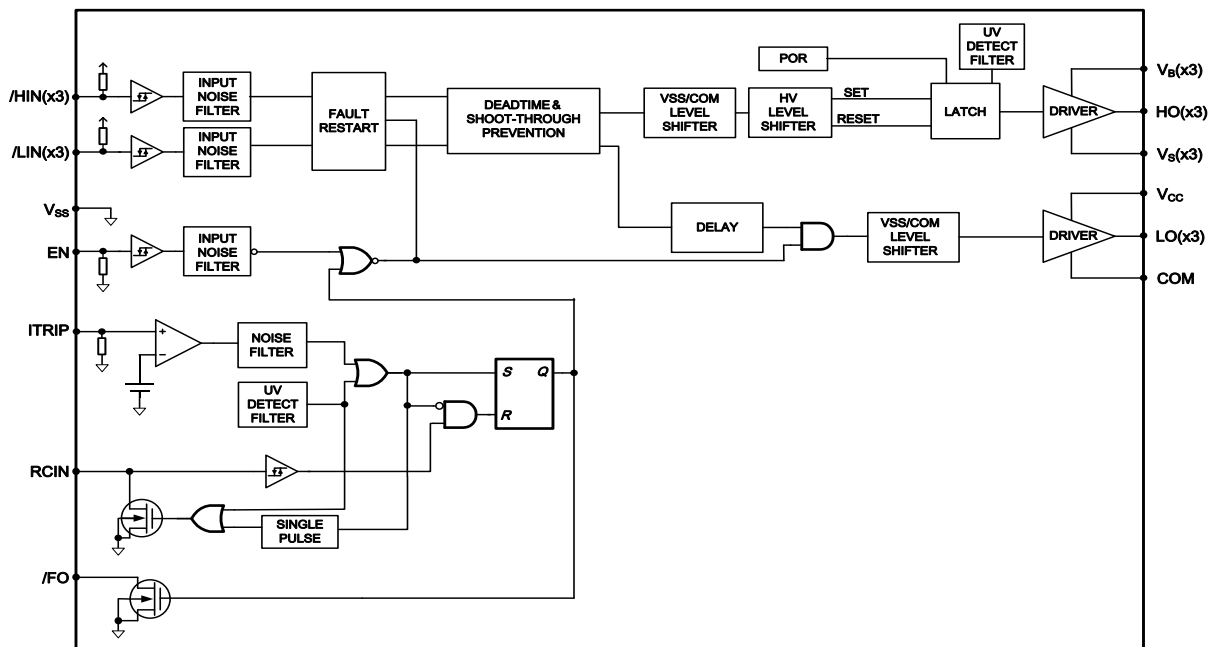 UV
DETECT
FILTER
POR
VB(x3)
/HIN(x3)
INPUT
NOISE
FILTER
FAULT
RESTART
DEADTIME &
SHOOT-THROUGH
PREVENTION
VSS/COM
LEVEL
SHIFTER
HV
LEVEL
SHIFTER
SET
RESET
LATCH
DRIVER
HO(x3)
/LIN(x3)
INPUT
NOISE
FILTER
VS(x3)
VSS
VCC
EN
INPUT
NOISE
FILTER
DELAY
VSS/COM
LEVEL
SHIFTER
DRIVER
LO(x3)
COM
ITRIP
+
−
NOISE
FILTER
UV
DETECT
FILTER
S
Q
R
RCIN
SINGLE
PULSE
/FO